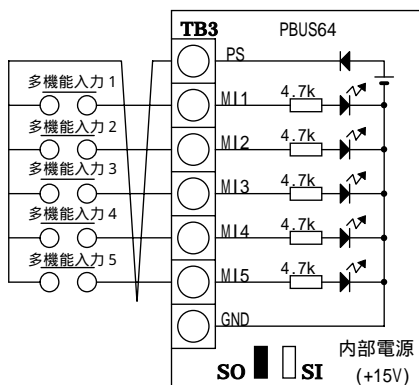 TB3 PBUS64
PS
多機能入力 1
MI1 4.7k
多機能入力 2
MI2 4.7k
多機能入力 3
MI3 4.7k
多機能入力 4
MI4 4.7k
多機能入力 5
MI5 4.7k
GND
内部電源
SO SI
(+15V)